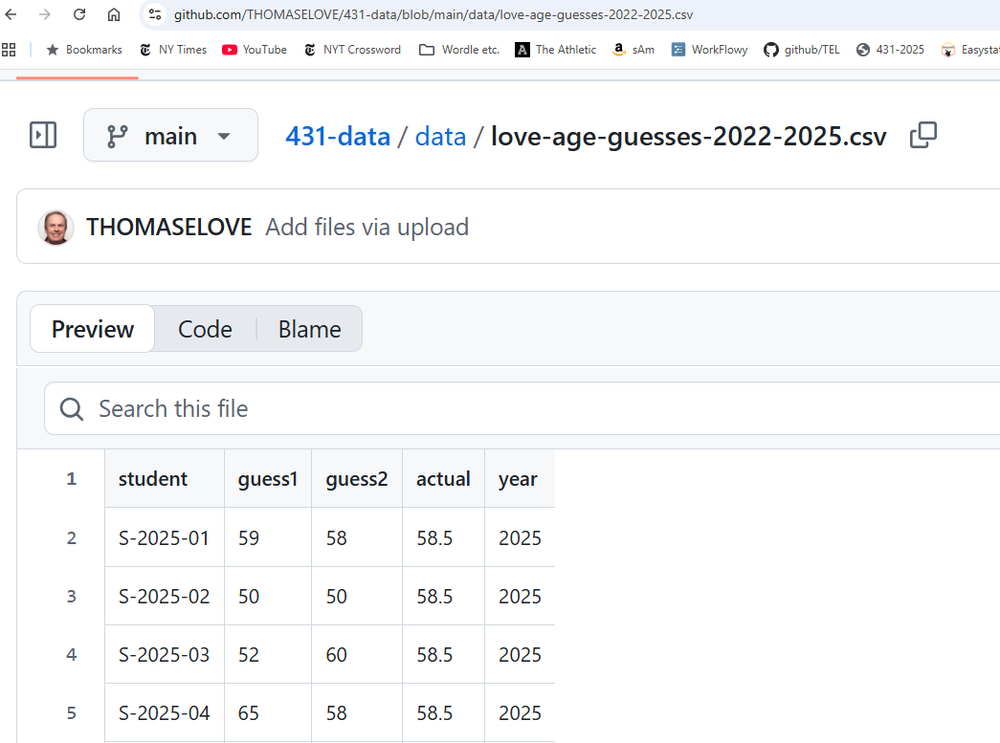 github.com/THOMASELOVE/431-data/blob/main/data/love-age-guesses-2022-2025.csv
Bookmarks NY Times YouTube NYT Crossword Wordle etc. A The Athletic a sAm WorkFlowy github/TEL 431-2025 Easystat
main 431-data / data / love-age-guesses-2022-2025.csv
THOMASELOVE Add files via upload
Preview Code Blame
Search this file
1 student guess1 guess2 actual year
2 S-2025-01 59 58 58.5 2025
3 S-2025-02 50 50 58.5 2025
4 S-2025-03 52 60 58.5 2025
5 S-2025-04 65 58 58.5 2025